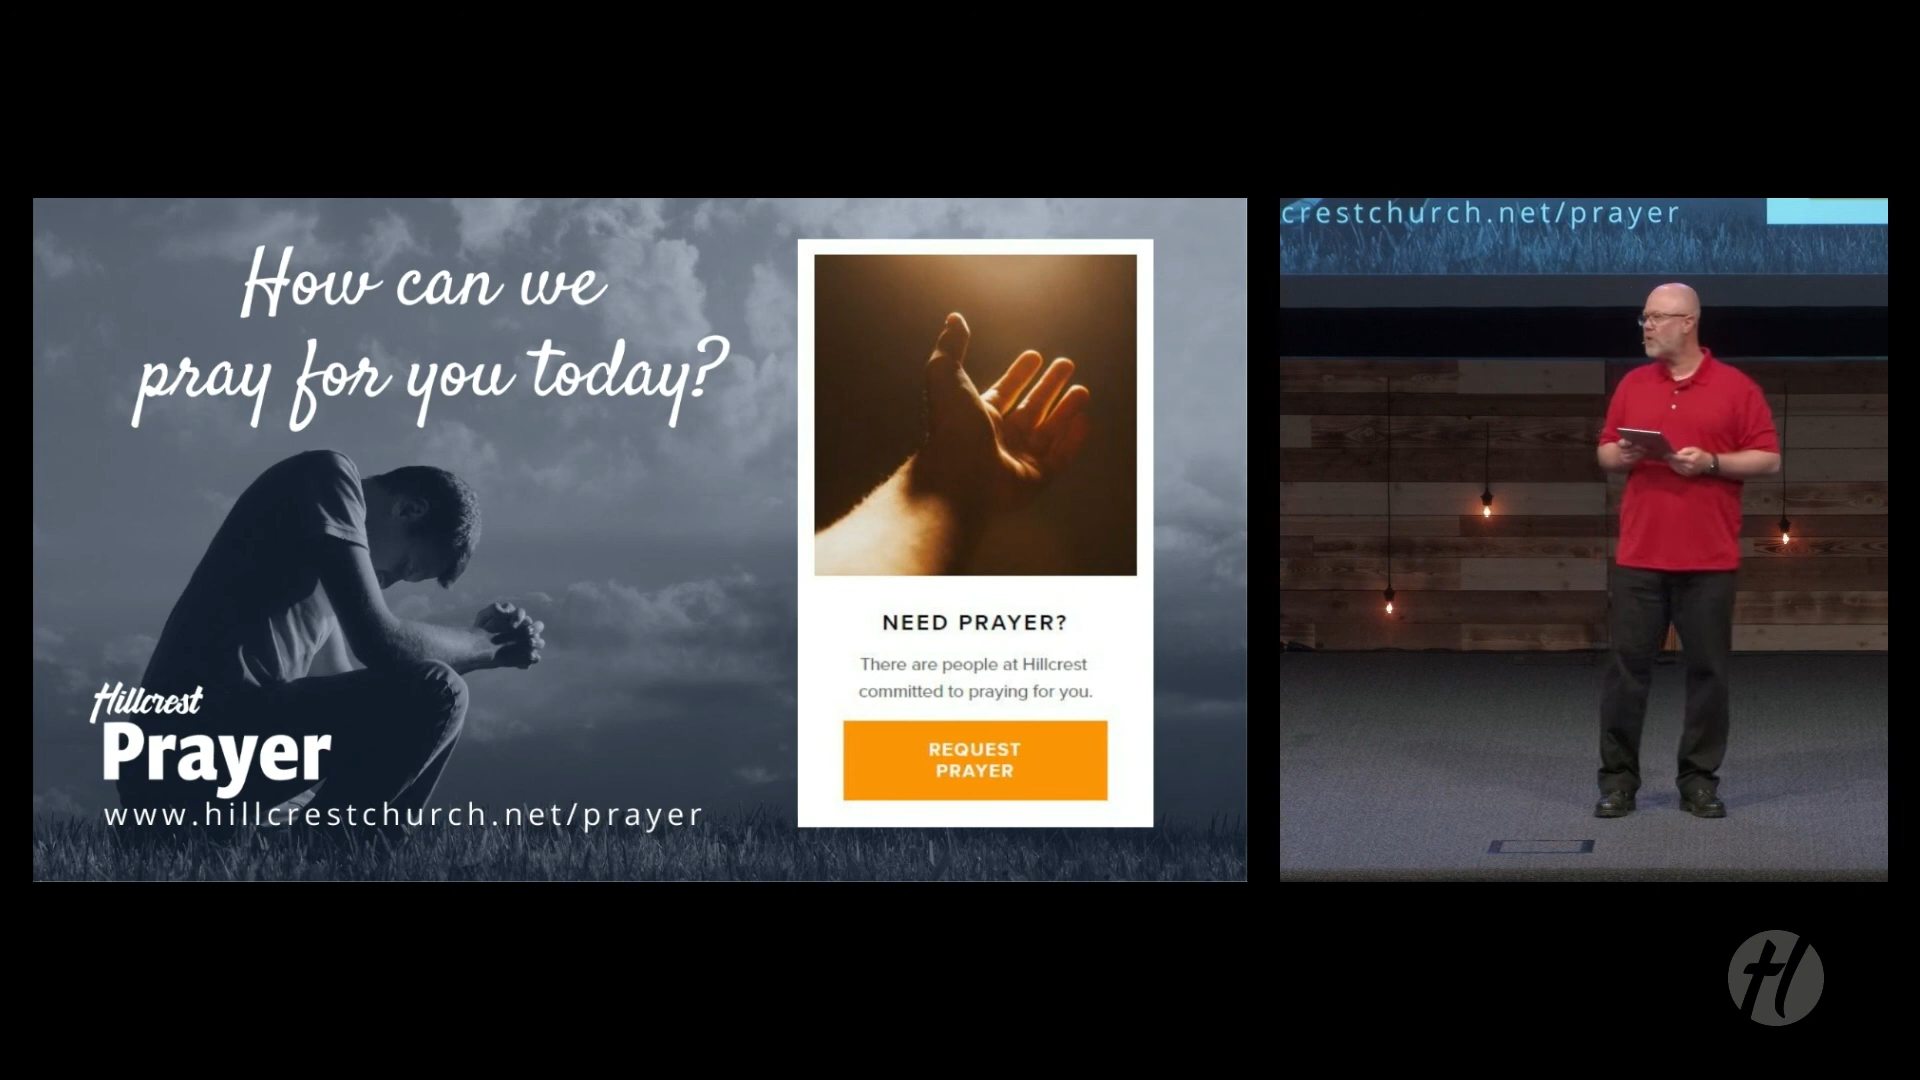 How can we
pray for you today?
Hillcrest
Prayer
www.hillcrestchurch.net/prayer
NEED PRAYER?
There are people at Hillcrest
committed to praying for you.
REQUEST
PRAYER
crestchurch.net/prayer
H